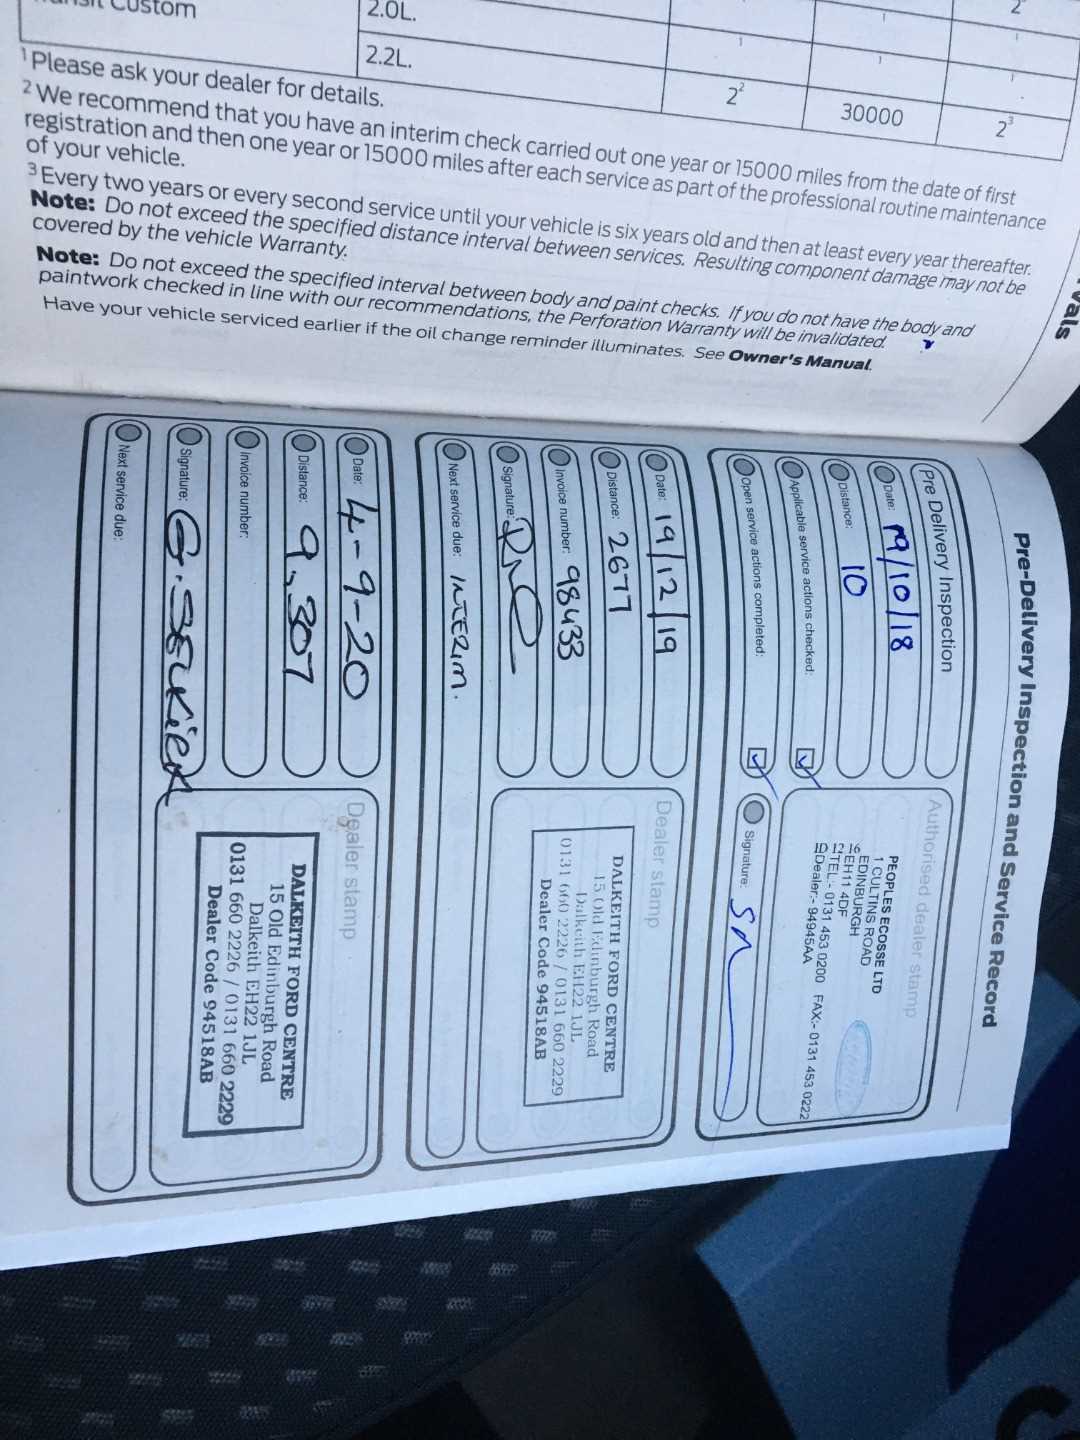 Custom
2.0L.
2
2.2L.
2²
30000
2³
¹ Please ask your dealer for details.
² We recommend that you have an interim check carried out one year or 15000 miles from the date of first
registration and then one year or 15000 miles after each service as part of the professional routine maintenance
of your vehicle.
³ Every two years or every second service until your vehicle is six years old and then at least every year thereafter.
Note: Do not exceed the specified distance interval between services. Resulting component damage may not be
covered by the vehicle Warranty.
Note: Do not exceed the specified interval between body and paint checks. If you do not have the body and
paintwork checked in line with our recommendations, the Perforation Warranty will be invalidated.
Have your vehicle serviced earlier if the oil change reminder illuminates. See Owner's Manual.
Pre-Delivery Inspection and Service Record
Pre Delivery Inspection
Date: 19/10/18
Distance: 10
Applicable service actions checked:
Open service actions completed:
Authorised dealer stamp
PEOPLES ECOSSE LTD
1 CULTINS ROAD
EDINBURGH
EH11 4DF
TEL:- 0131 453 0200 FAX:- 0131 453 0222
Dealer:- 94945AA
Signature:
Date: 19/12/19
Distance: 2677
Invoice number: 98433
Signature:
Next service due: INTERIM.
Dealer stamp
DALKEITH FORD CENTRE
15 Old Edinburgh Road
Dalkeith EH22 1JL
0131 660 2226 / 0131 660 2229
Dealer Code 94518AB
Date: 4-9-20
Distance: 9,307
Invoice number:
Signature:
Next service due:
Dealer stamp
DALKEITH FORD CENTRE
15 Old Edinburgh Road
Dalkeith EH22 1JL
0131 660 2226 / 0131 660 2229
Dealer Code 94518AB